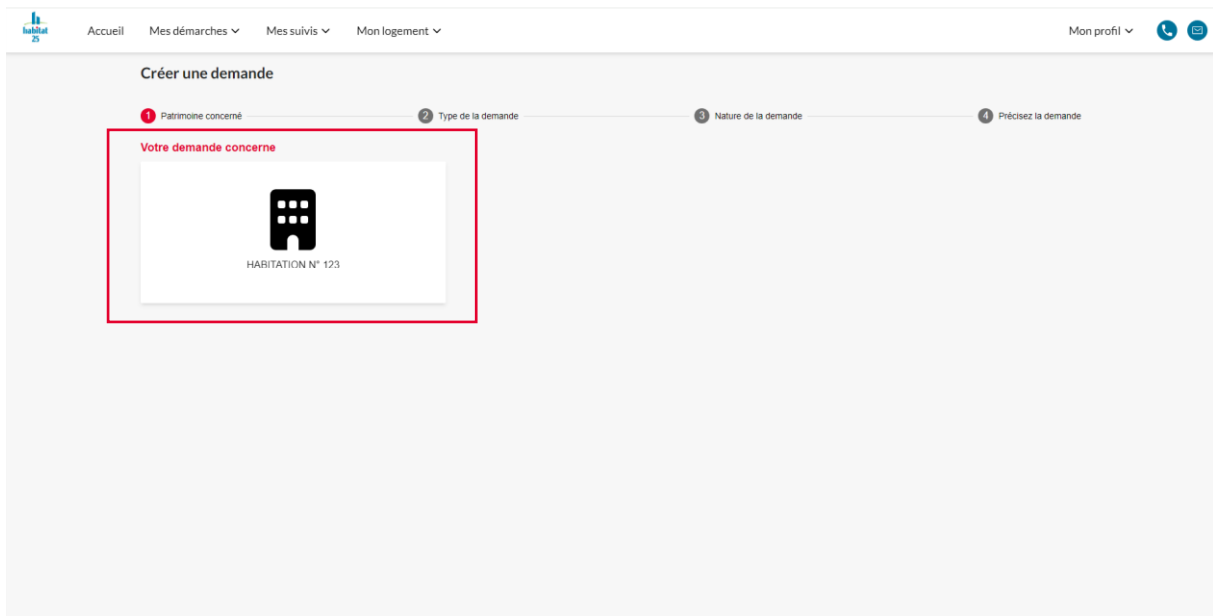 habitat
25
Accueil Mes démarches Mes suivis Mon logement Mon profil
Créer une demande
1 Patrimoine concerné 2 Type de la demande 3 Nature de la demande 4 Précisez la demande
Votre demande concerne
HABITATION N° 123